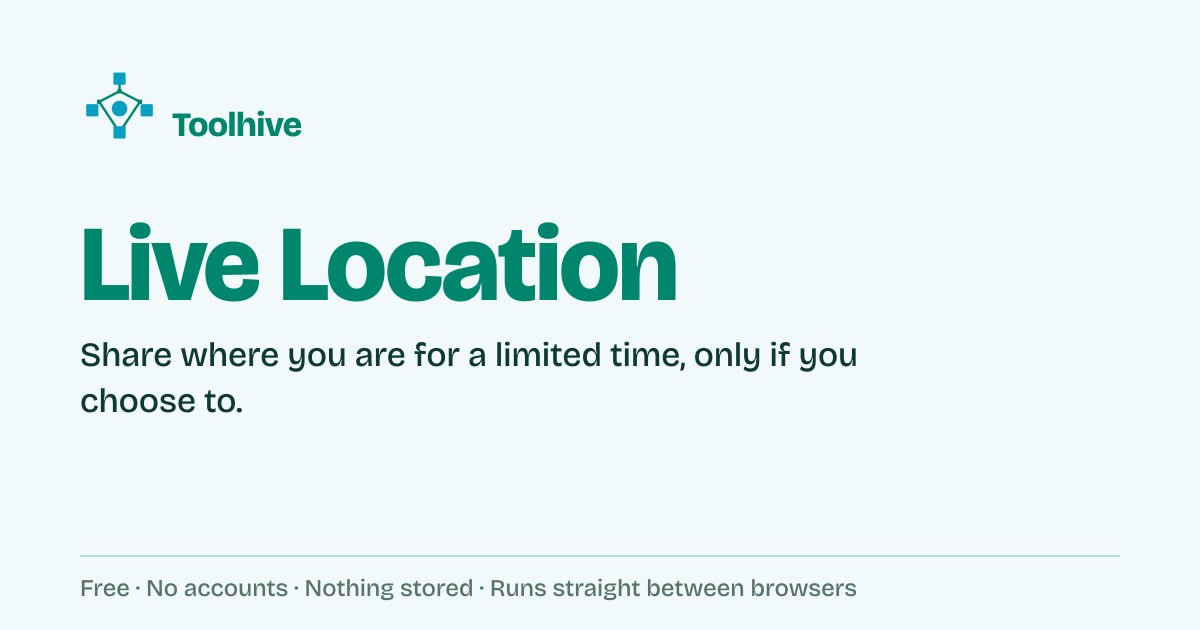 Toolhive
Live Location
Share where you are for a limited time, only if you
choose to.
Free · No accounts · Nothing stored · Runs straight between browsers